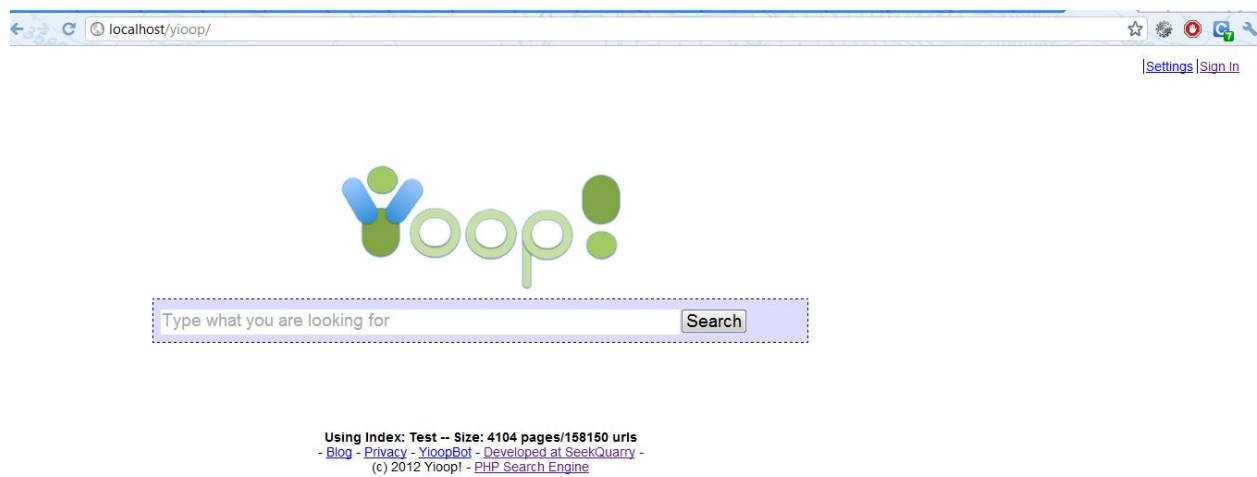 localhost/yioop/
|Settings |Sign In
Yioop!
Type what you are looking for Search
Using Index: Test -- Size: 4104 pages/158150 urls
- Blog - Privacy - YioopBot - Developed at SeekQuarry -
(c) 2012 Yioop! - PHP Search Engine